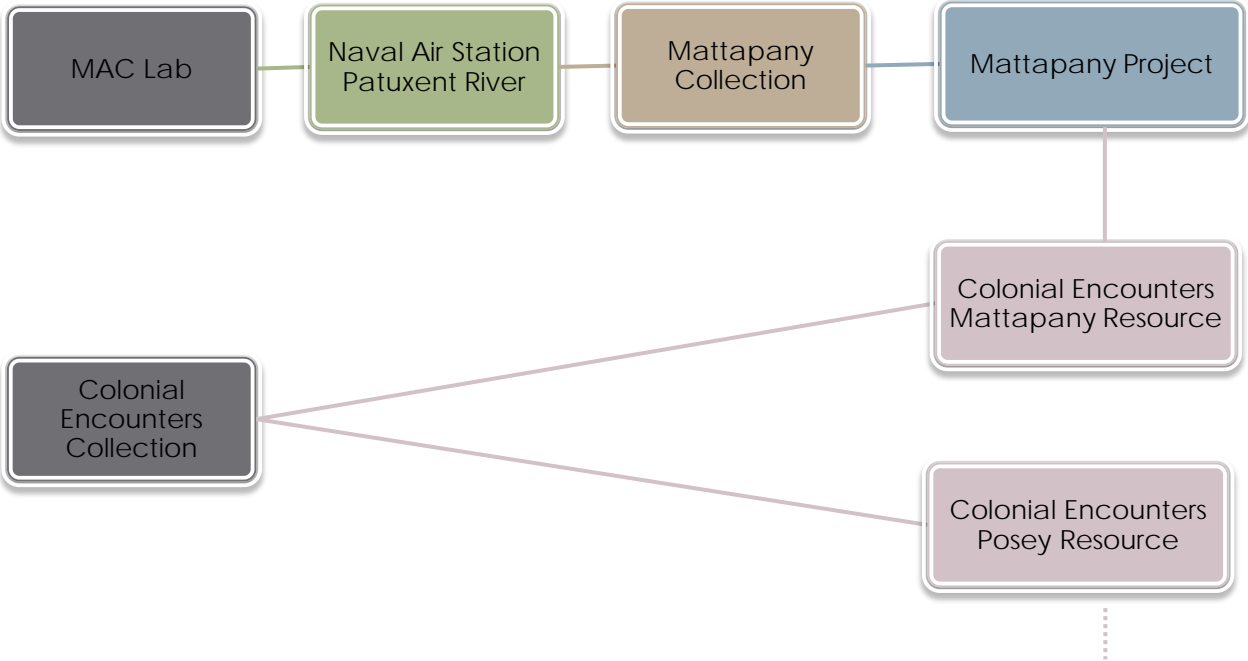 MAC Lab
Naval Air Station
Patuxent River
Mattapany
Collection
Mattapany Project
Colonial Encounters
Mattapany Resource
Colonial
Encounters
Collection
Colonial Encounters
Posey Resource